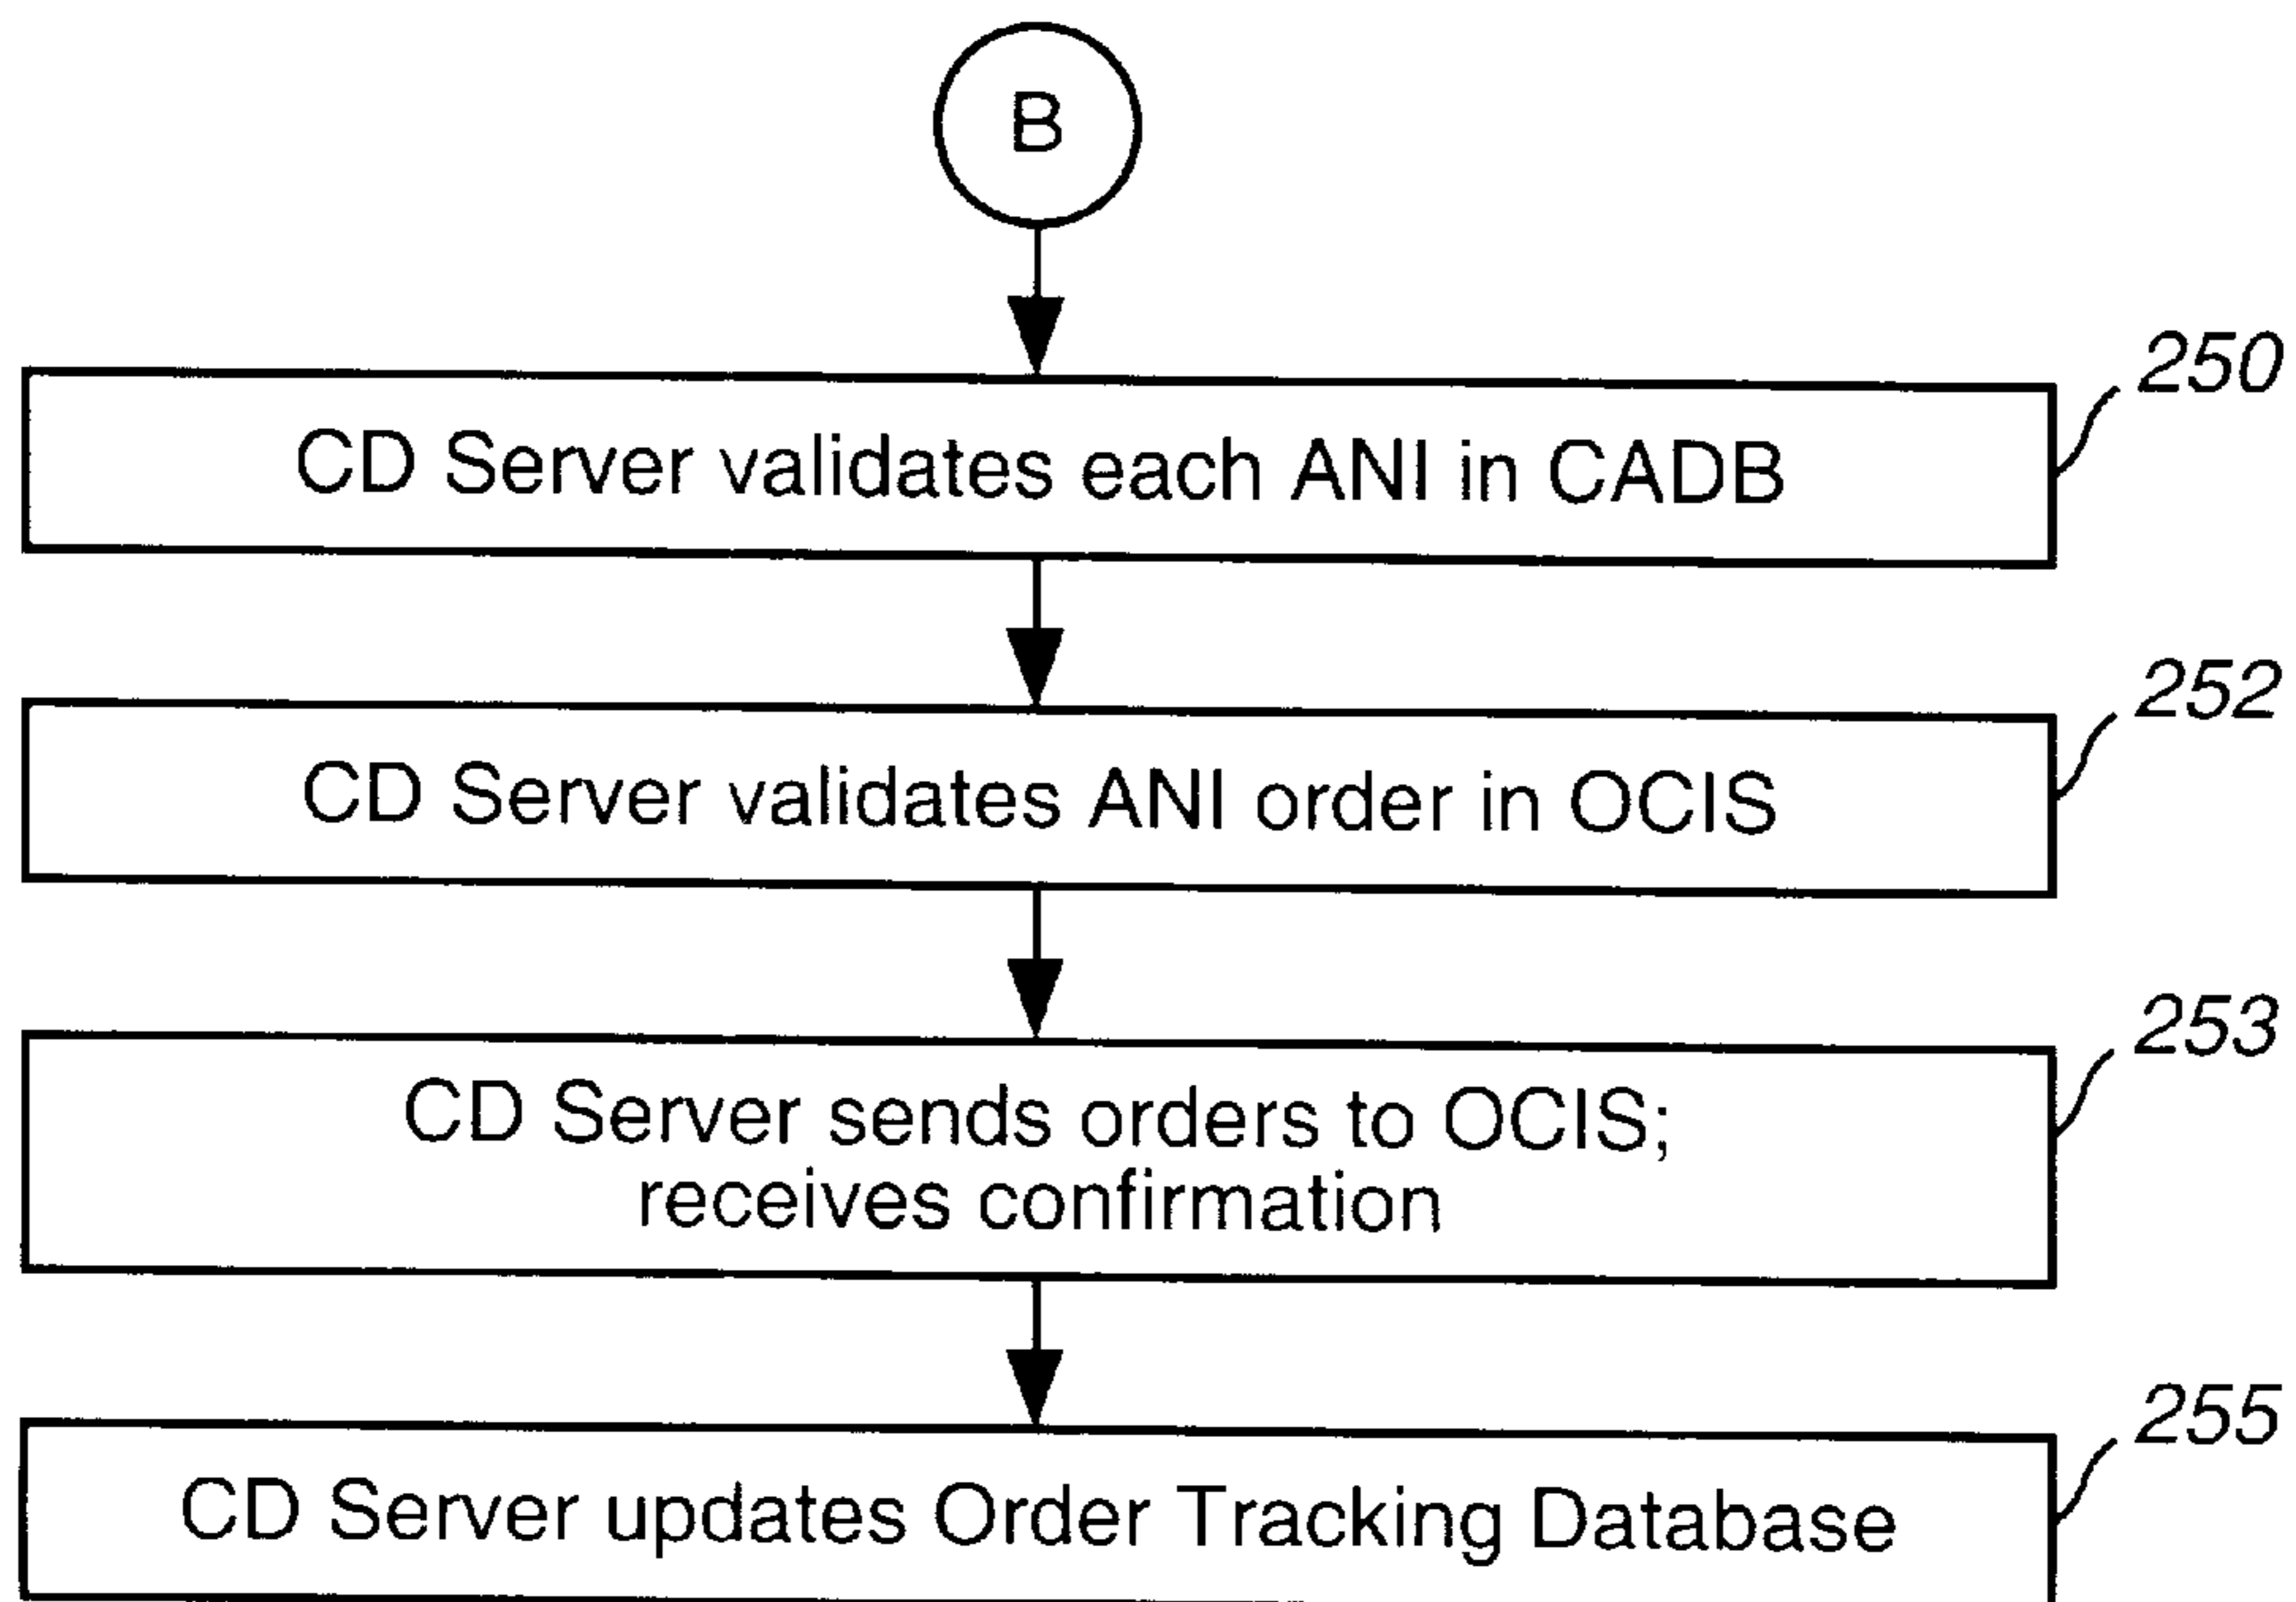 B
250
CD Server validates each ANI in CADB
252
CD Server validates ANI order in OCIS
253
CD Server sends orders to OCIS;
receives confirmation
255
CD Server updates Order Tracking Database